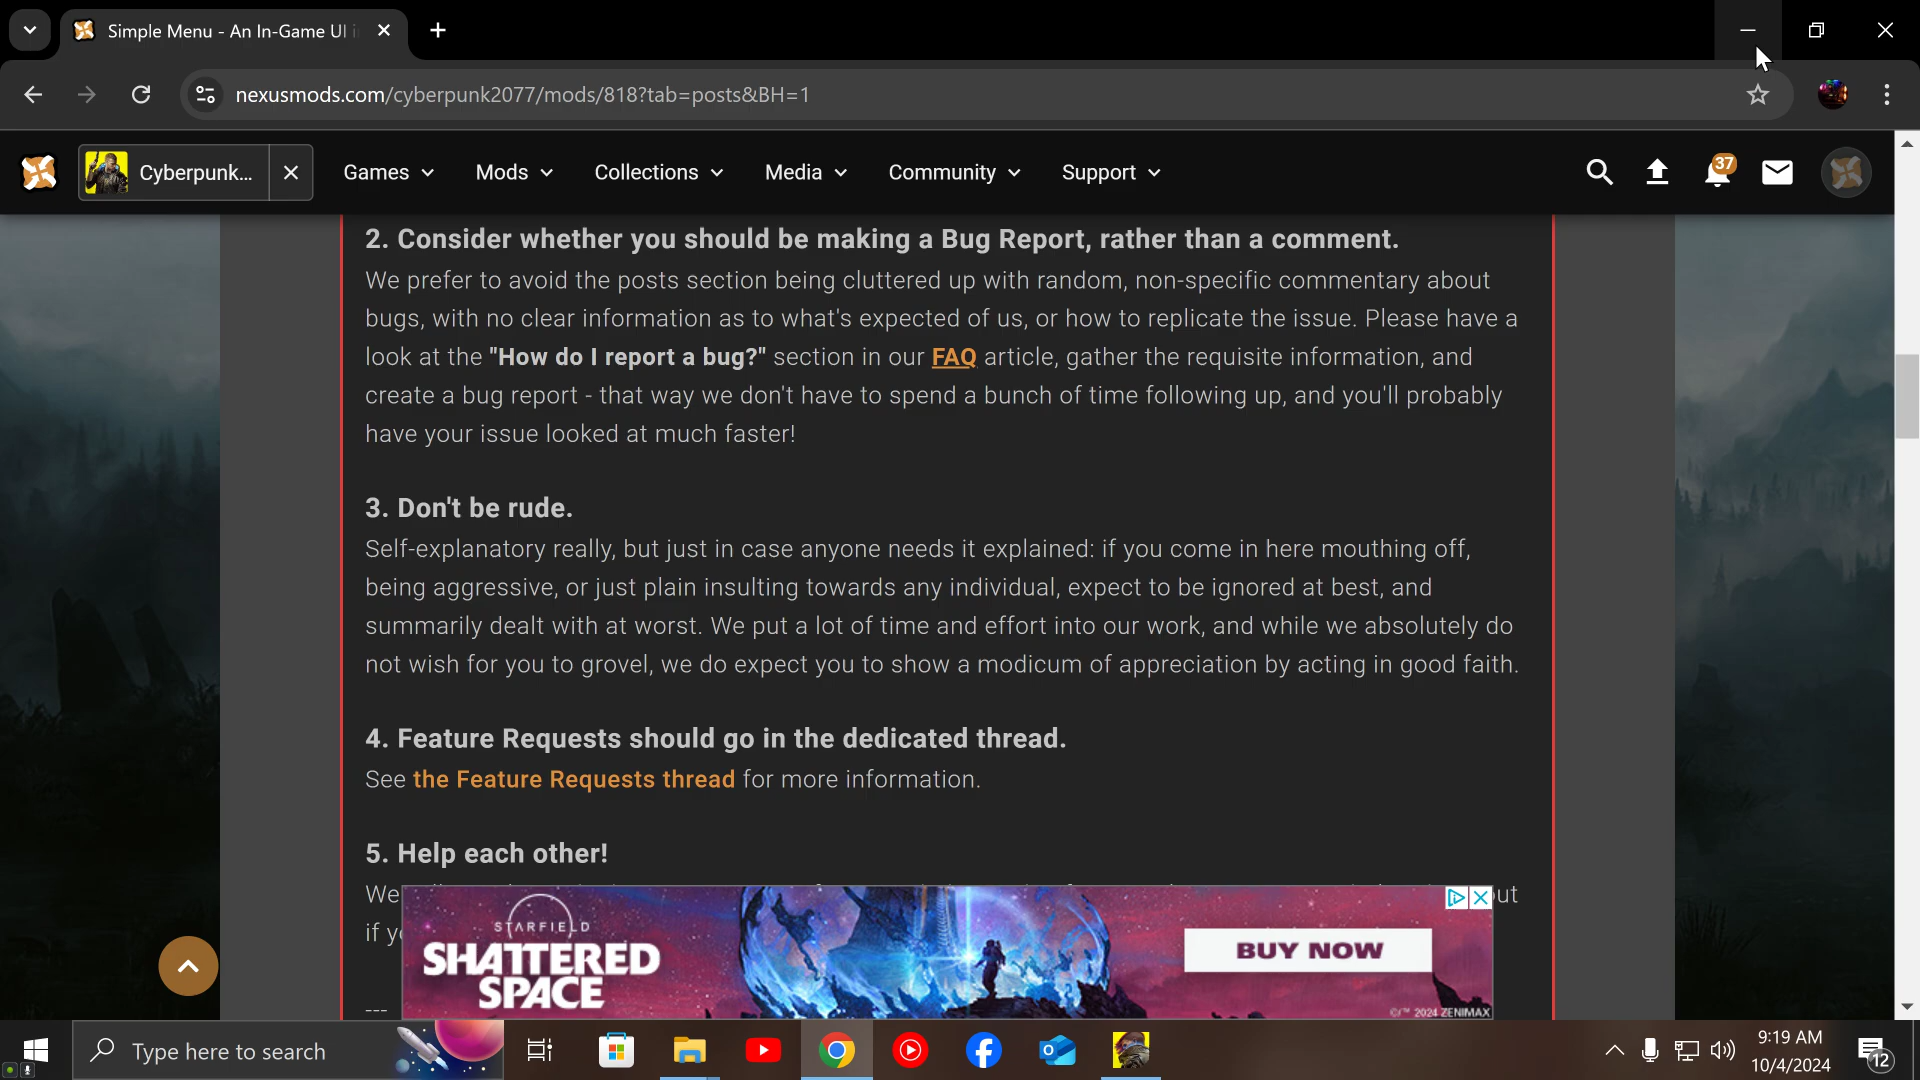 Simple Menu - An In-Game UI
nexusmods.com/cyberpunk2077/mods/818?tab=posts&BH=1
Cyberpunk... Games Mods Collections Media Community Support 37
2. Consider whether you should be making a Bug Report, rather than a comment.
We prefer to avoid the posts section being cluttered up with random, non-specific commentary about
bugs, with no clear information as to what's expected of us, or how to replicate the issue. Please have a
look at the "How do I report a bug?" section in our FAQ article, gather the requisite information, and
create a bug report - that way we don't have to spend a bunch of time following up, and you'll probably
have your issue looked at much faster!
3. Don't be rude.
Self-explanatory really, but just in case anyone needs it explained: if you come in here mouthing off,
being aggressive, or just plain insulting towards any individual, expect to be ignored at best, and
summarily dealt with at worst. We put a lot of time and effort into our work, and while we absolutely do
not wish for you to grovel, we do expect you to show a modicum of appreciation by acting in good faith.
4. Feature Requests should go in the dedicated thread.
See the Feature Requests thread for more information.
5. Help each other!
We
if
STARFIELD
SHATTERED
SPACE
BUY NOW
©/™ 2024 ZENIMAX
---
Type here to search
9:19 AM
10/4/2024
12